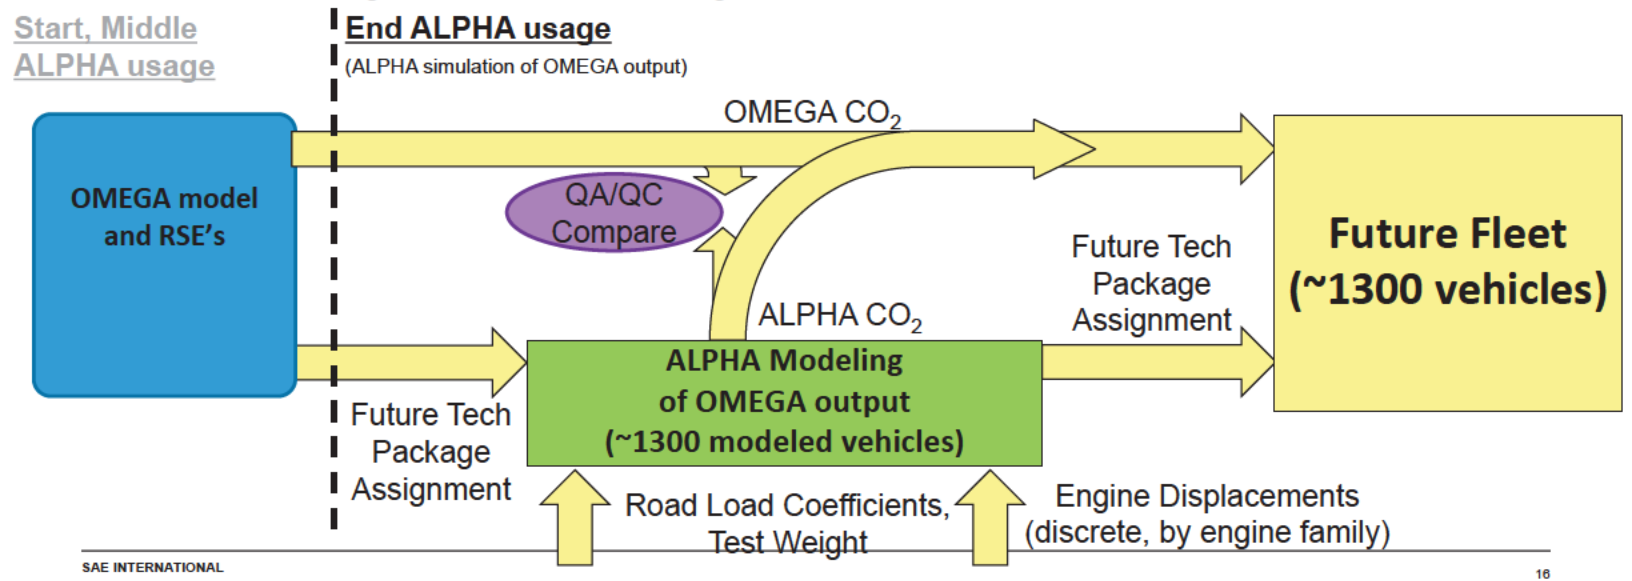 Start, Middle
ALPHA usage
End ALPHA usage
(ALPHA simulation of OMEGA output)
OMEGA CO₂
OMEGA model
and RSE's
QA/QC
Compare
Future Tech
Package
Assignment
Future Fleet
(~1300 vehicles)
ALPHA CO₂
ALPHA Modeling
of OMEGA output
(~1300 modeled vehicles)
Future Tech
Package
Assignment
Road Load Coefficients,
Test Weight
Engine Displacements
(discrete, by engine family)
SAE INTERNATIONAL
16